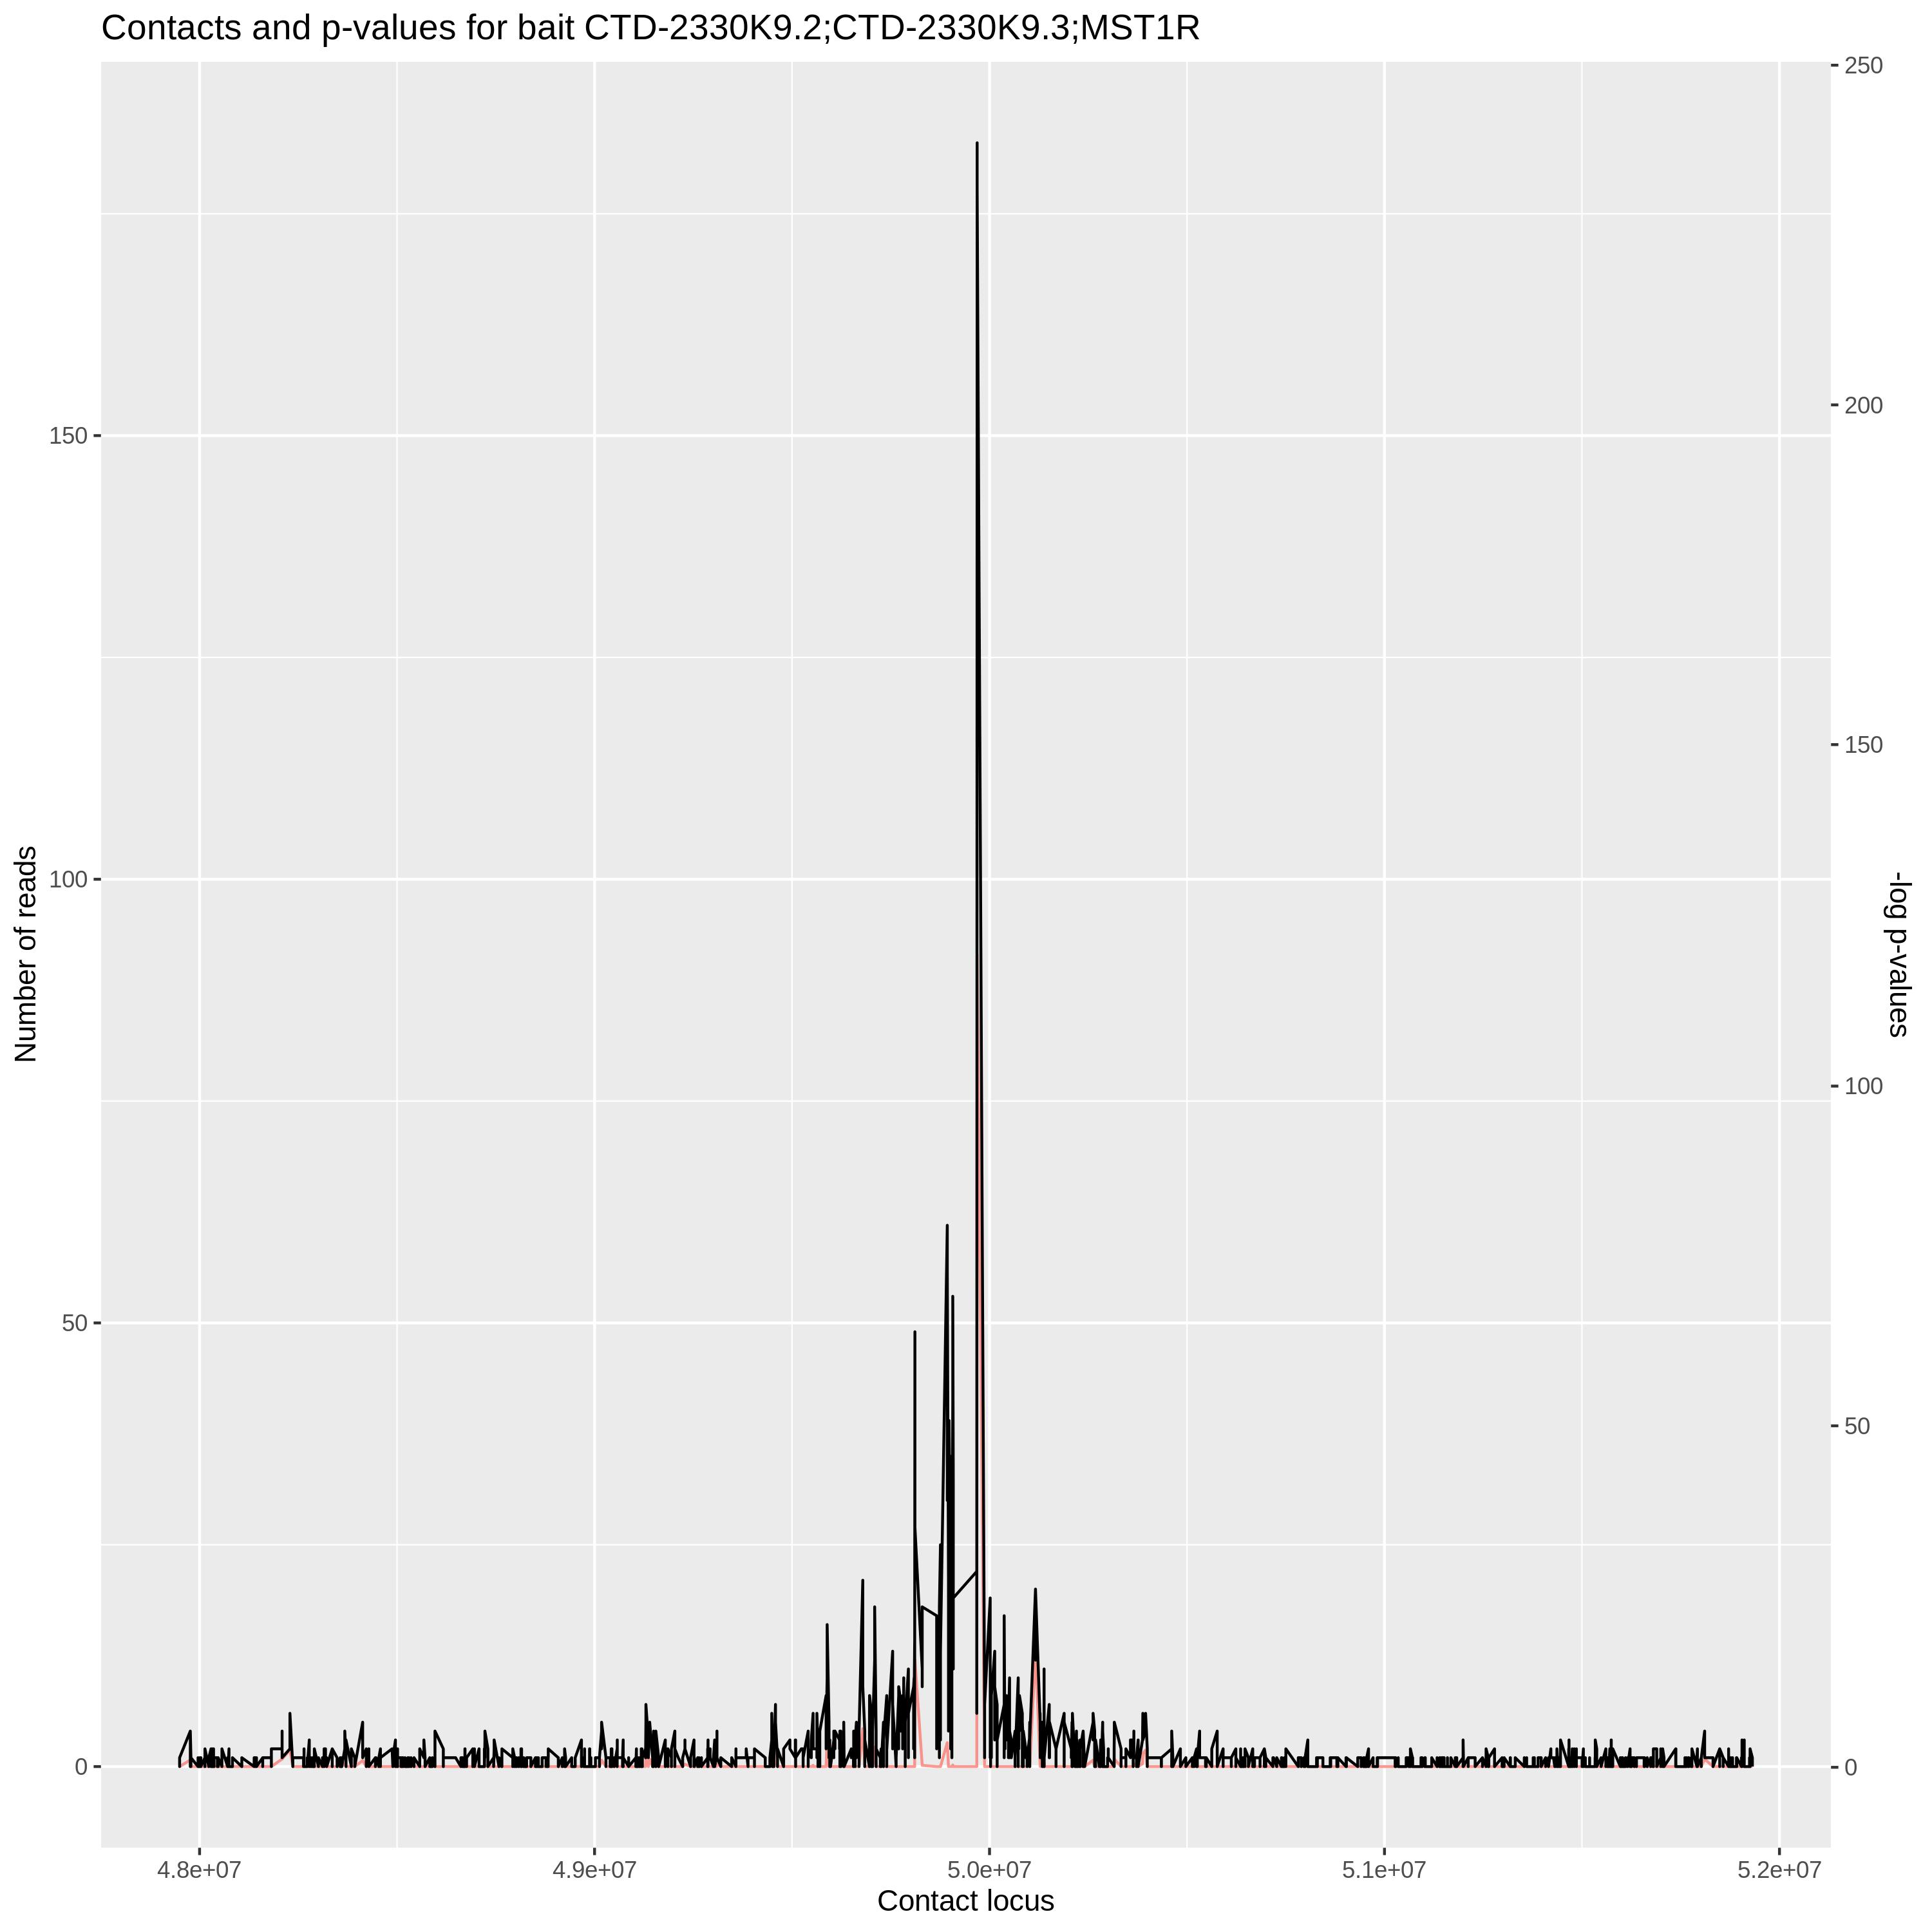 Contacts and p-values for bait CTD-2330K9.2;CTD-2330K9.3;MST1R
250
200
150
150
100
100
50
50
0
0
Number of reads
-log p-values
4.8e+07 4.9e+07 5.0e+07 5.1e+07 5.2e+07
Contact locus